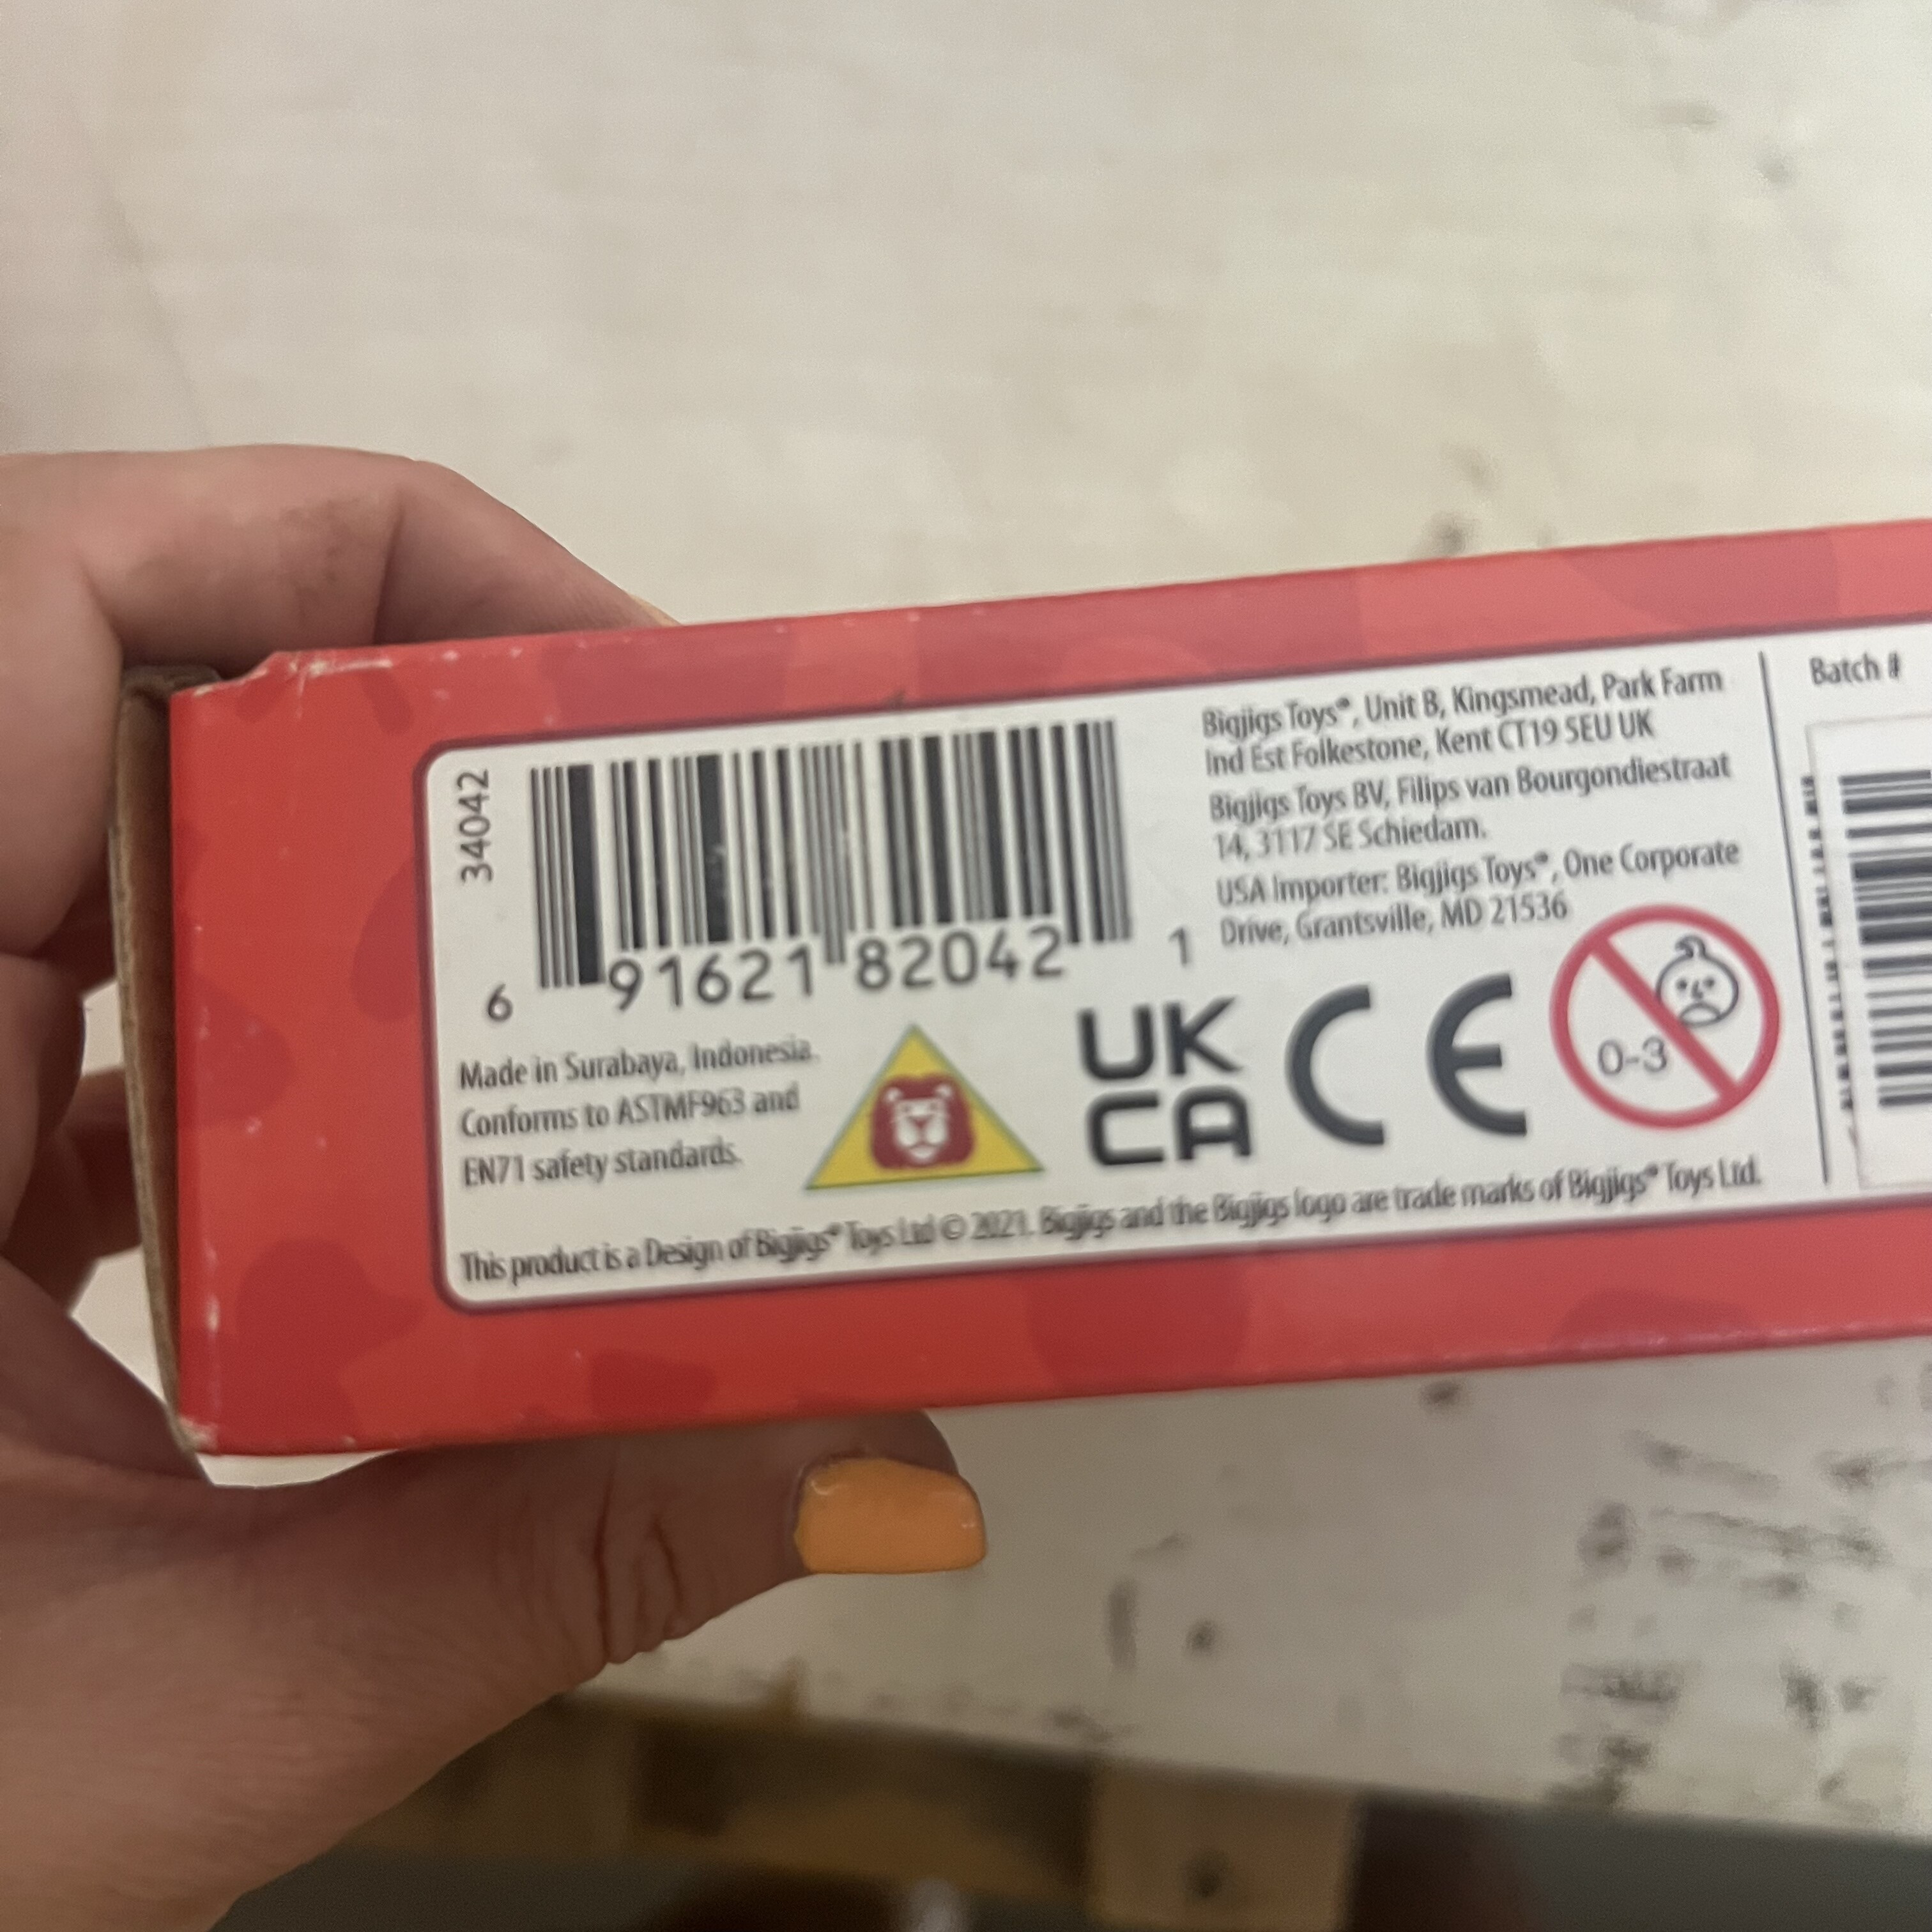 34042
6 91621 82042 1
Bigjigs Toys®, Unit B, Kingsmead, Park Farm
Ind Est Folkestone, Kent CT19 5EU UK
Bigjigs Toys BV, Filips van Bourgondiestraat
14, 3117 SE Schiedam.
USA Importer: Bigjigs Toys®, One Corporate
Drive, Grantsville, MD 21536
Made in Surabaya, Indonesia.
Conforms to ASTMF963 and
EN71 safety standards.
UK
CA
CE
0-3
This product is a Design of Bigjigs® Toys Ltd © 2021. Bigjigs and the Bigjigs logo are trade marks of Bigjigs® Toys Ltd.
Batch #